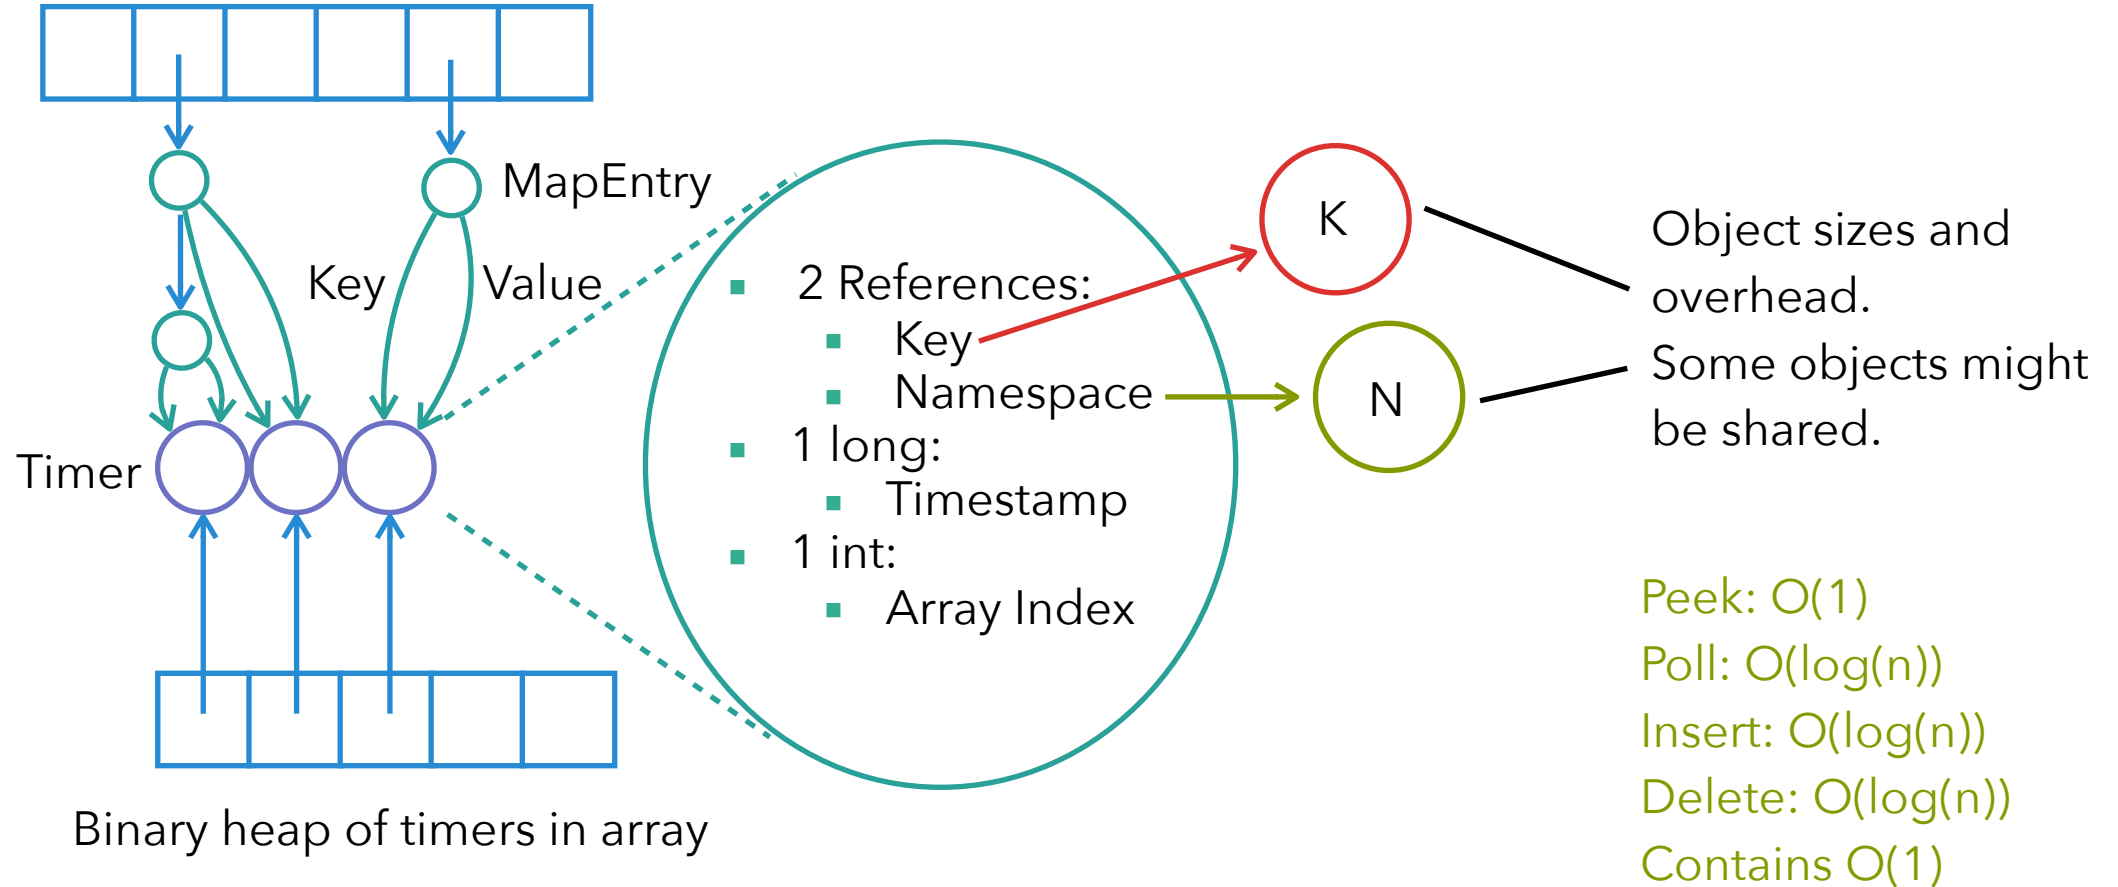 MapEntry
Key
Value
Timer
Binary heap of timers in array
2 References:
Key
Namespace
1 long:
Timestamp
1 int:
Array Index
K
N
Object sizes and
overhead.
Some objects might
be shared.
Peek: O(1)
Poll: O(log(n))
Insert: O(log(n))
Delete: O(log(n))
Contains O(1)